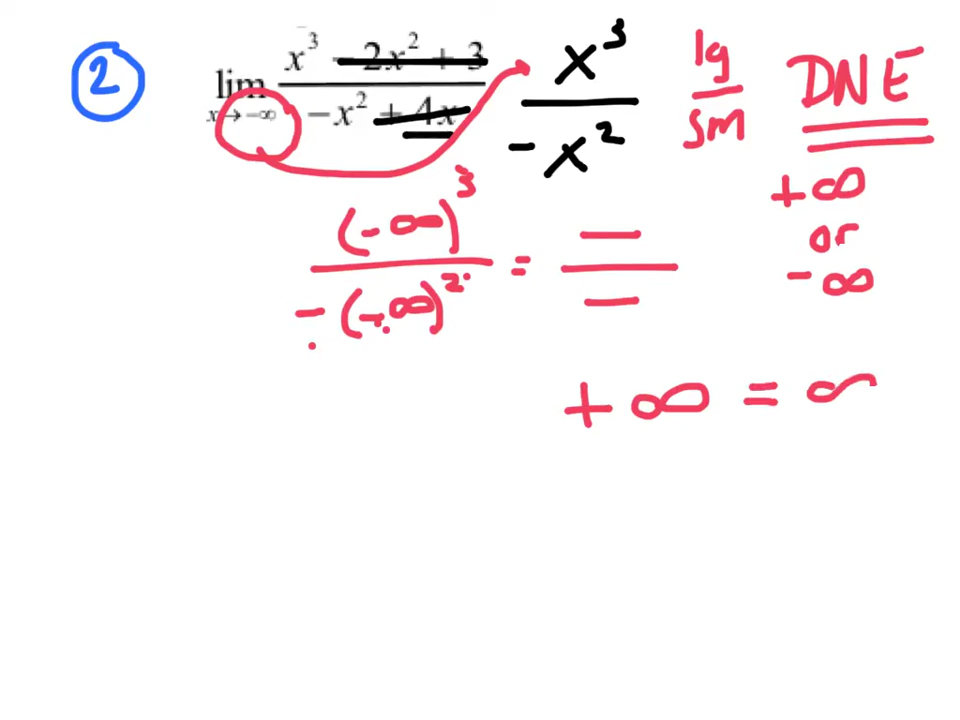 2
lim x→-∞ (x³ - 2x² + 3)/(-x² + 4x)
x³/(-x²)
lg/sm
DNE
+∞
or
-∞
(-∞)³/(-(-∞)²) = —/—
+∞ = ∞